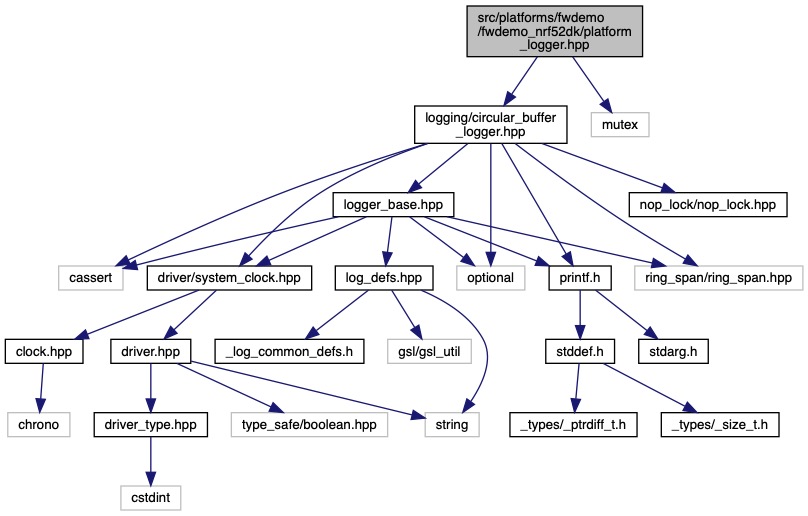 src/platforms/fwdemo
/fwdemo_nrf52dk/platform
_logger.hpp
logging/circular_buffer
_logger.hpp
mutex
logger_base.hpp
nop_lock/nop_lock.hpp
cassert
driver/system_clock.hpp
log_defs.hpp
optional
printf.h
ring_span/ring_span.hpp
clock.hpp
driver.hpp
_log_common_defs.h
gsl/gsl_util
stddef.h
stdarg.h
chrono
driver_type.hpp
type_safe/boolean.hpp
string
_types/_ptrdiff_t.h
_types/_size_t.h
cstdint